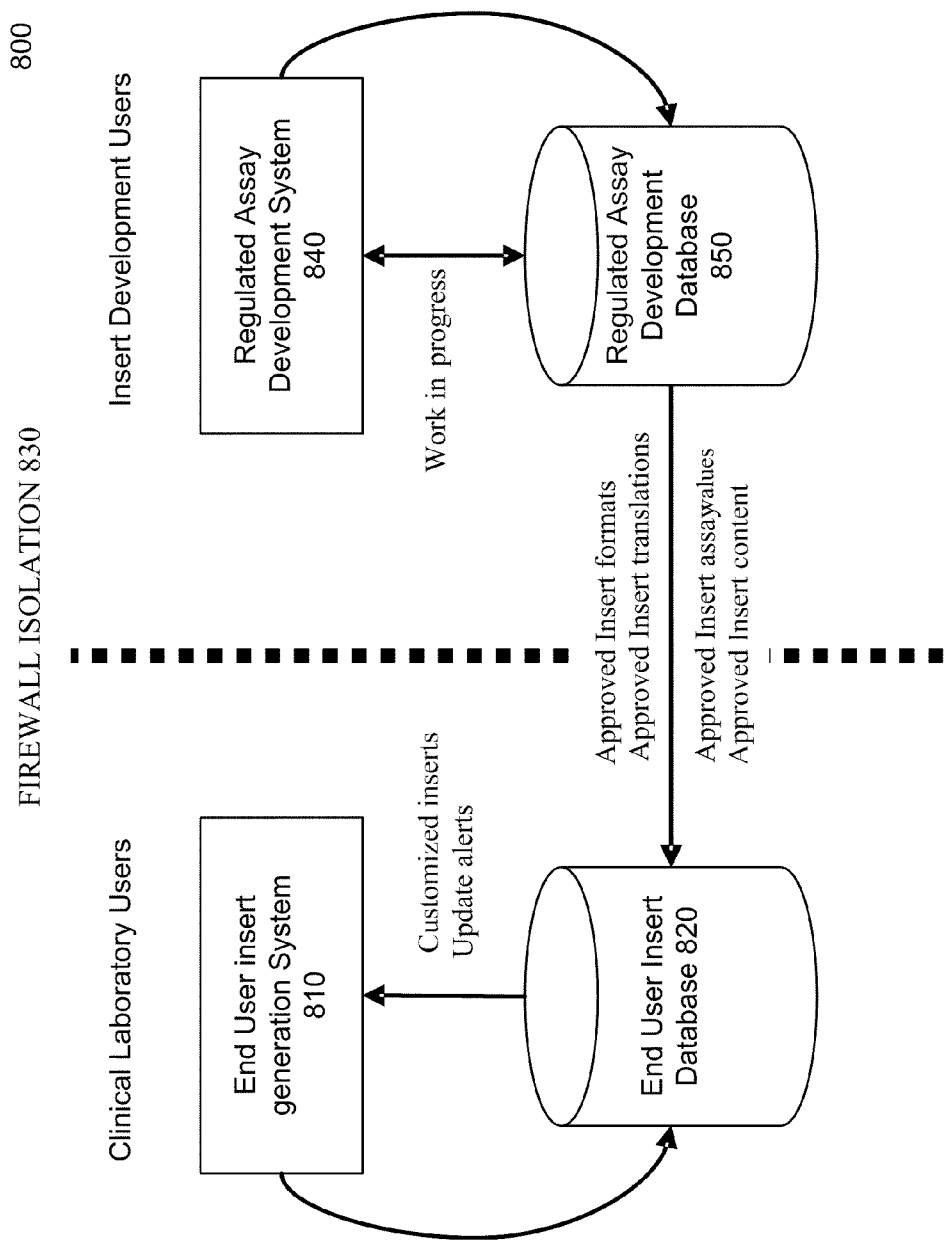 800
FIREWALL ISOLATION 830
Clinical Laboratory Users
Insert Development Users
End User insert
generation System
810
Regulated Assay
Development System
840
Customized inserts
Update alerts
Work in progress
End User Insert
Database 820
Approved Insert formats
Approved Insert translations
Approved Insert assayvalues
Approved Insert content
Regulated Assay
Development
Database
850